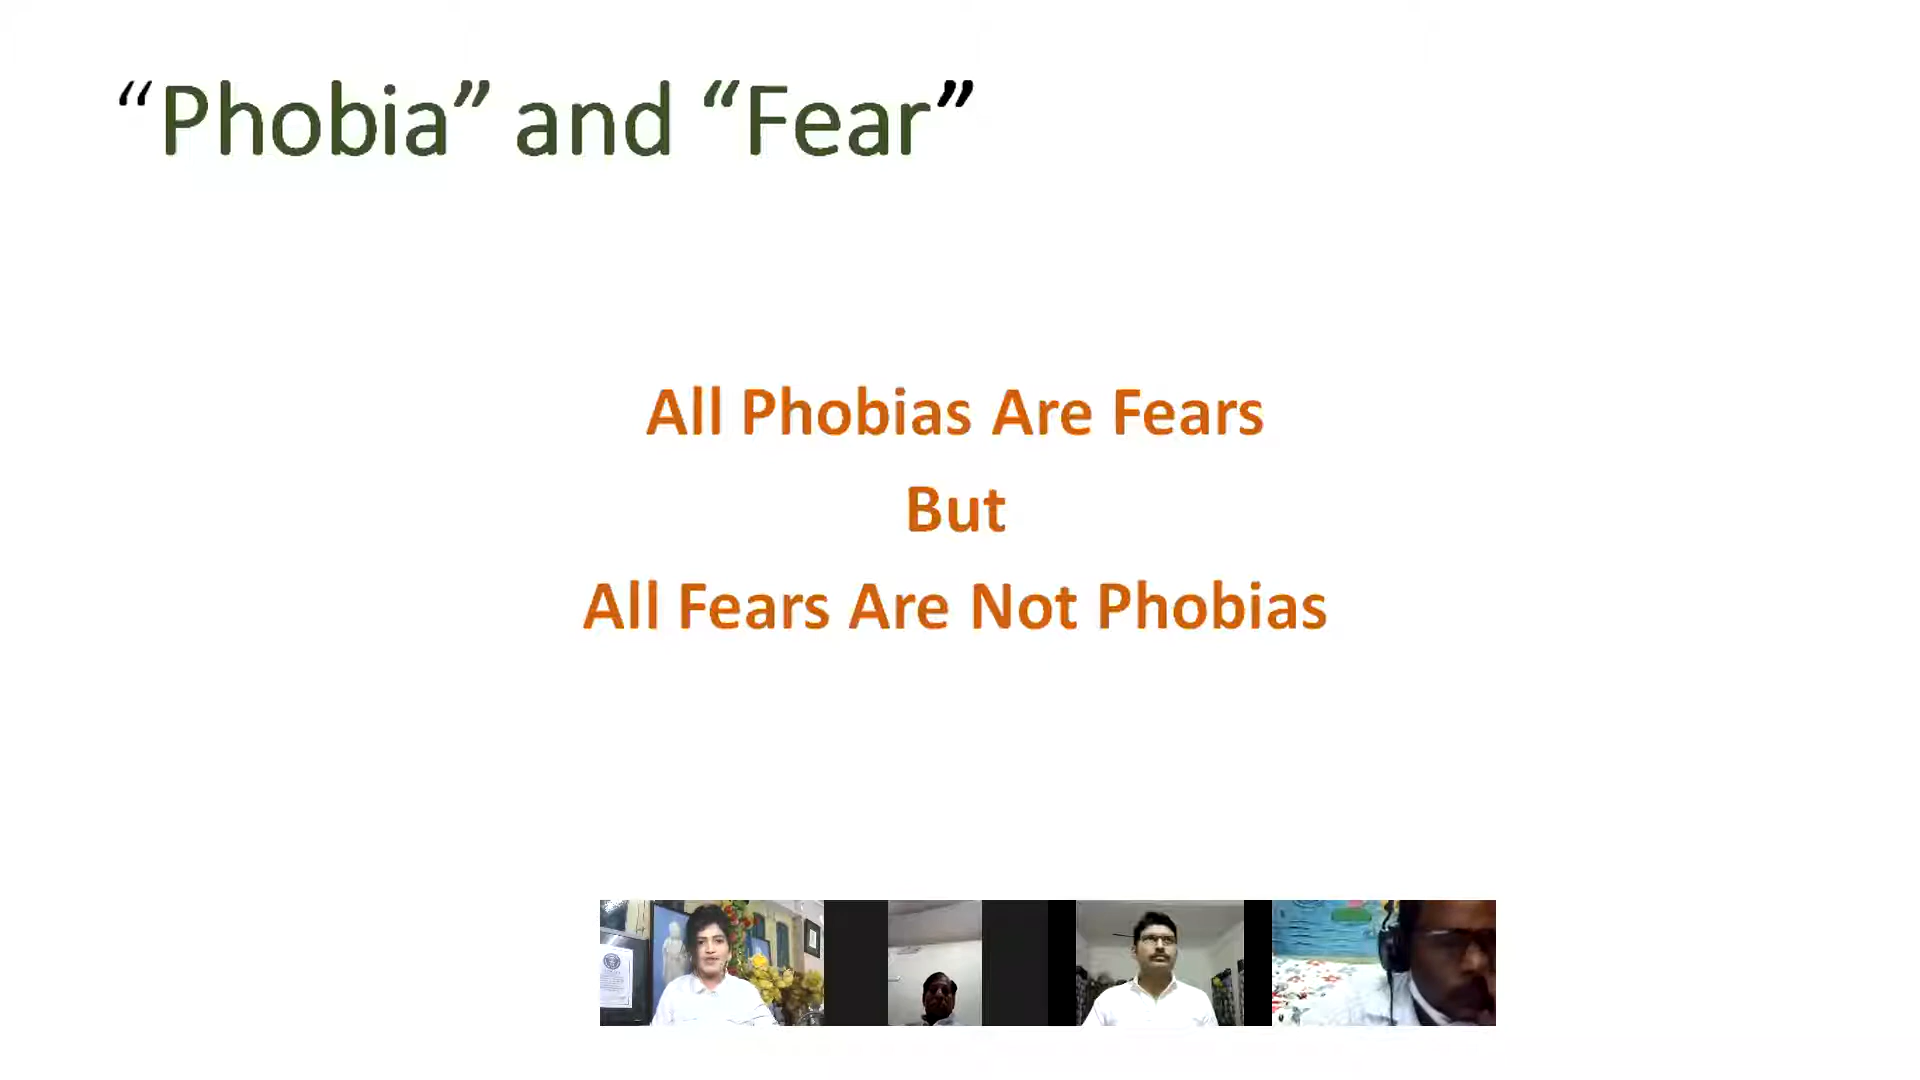 “Phobia” and “Fear”
All Phobias Are Fears
But
All Fears Are Not Phobias